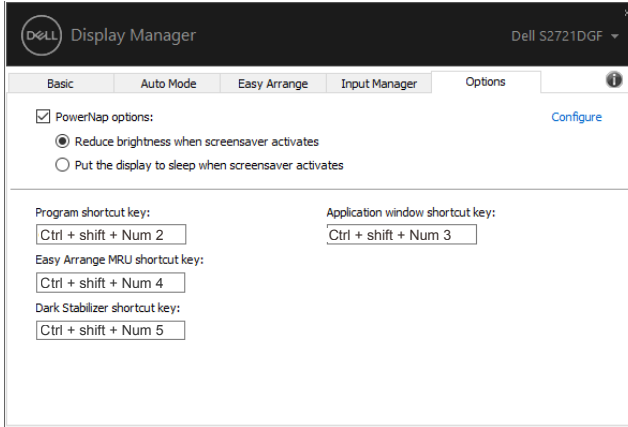 DELL Display Manager
Dell S2721DGF
Basic Auto Mode Easy Arrange Input Manager Options
PowerNap options: Configure
Reduce brightness when screensaver activates
Put the display to sleep when screensaver activates
Program shortcut key: Application window shortcut key:
Ctrl + shift + Num 2 Ctrl + shift + Num 3
Easy Arrange MRU shortcut key:
Ctrl + shift + Num 4
Dark Stabilizer shortcut key:
Ctrl + shift + Num 5